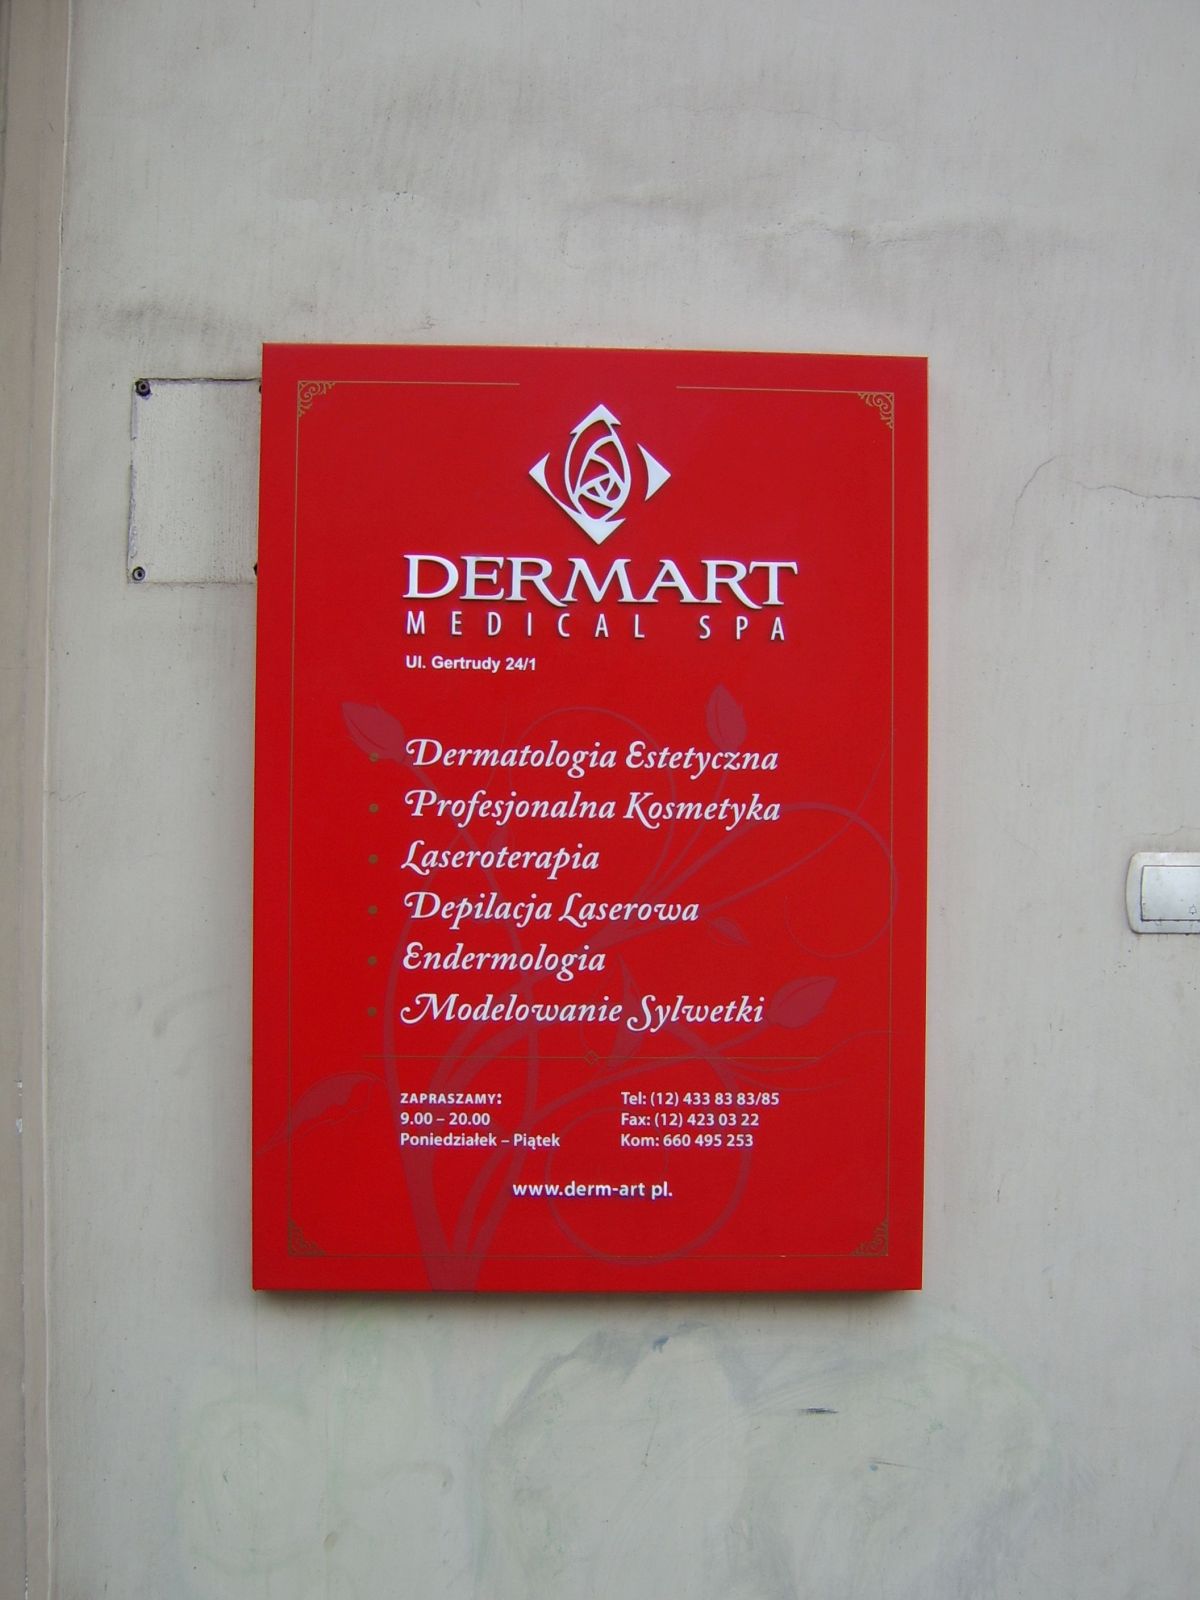 DERMART
MEDICAL SPA
Ul. Gertrudy 24/1
Dermatologia Estetyczna
Profesjonalna Kosmetyka
Laseroterapia
Depilacja Laserowa
Endermologia
Modelowanie Sylwetki
ZAPRASZAMY:
9.00 – 20.00
Poniedziałek – Piątek
Tel: (12) 433 83 83/85
Fax: (12) 423 03 22
Kom: 660 495 253
www.derm-art pl.